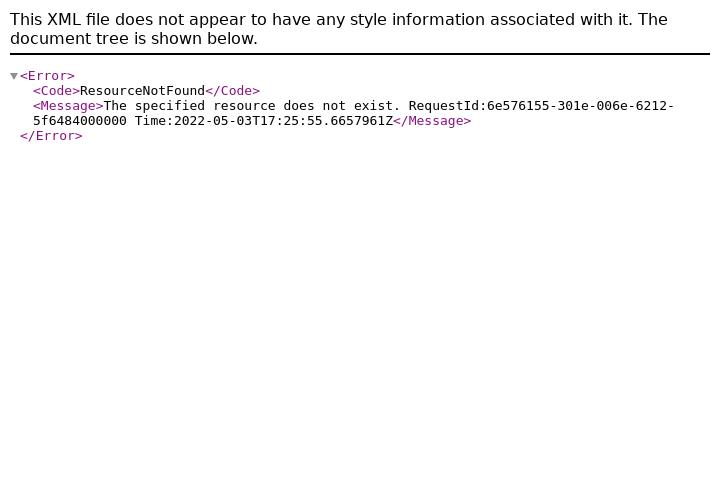 This XML file does not appear to have any style information associated with it. The
document tree is shown below.
<Error>
<Code>ResourceNotFound</Code>
<Message>The specified resource does not exist. RequestId:6e576155-301e-006e-6212-
5f6484000000 Time:2022-05-03T17:25:55.6657961Z</Message>
</Error>